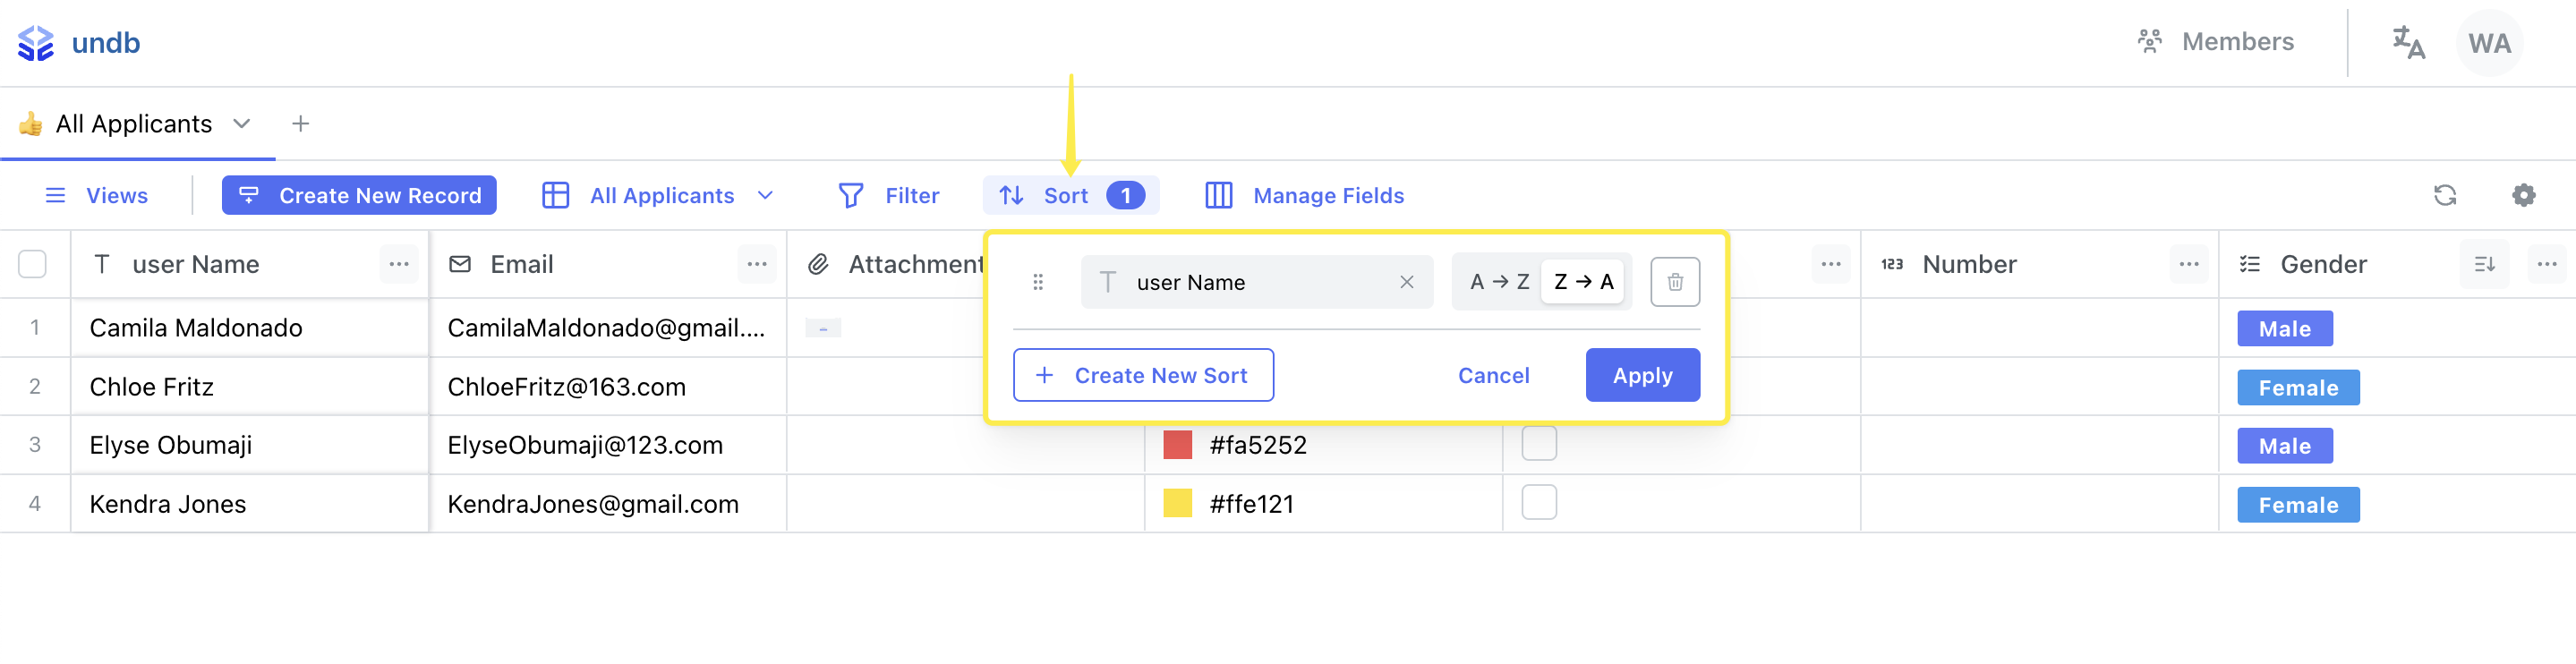 undb
Members
WA
All Applicants
Views
Create New Record
All Applicants
Filter
Sort 1
Manage Fields
user Name
Email
Attachment
123 Number
Gender
user Name
A → Z
Z → A
Create New Sort
Cancel
Apply
1 Camila Maldonado CamilaMaldonado@gmail.... - Male
2 Chloe Fritz ChloeFritz@163.com Female
3 Elyse Obumaji ElyseObumaji@123.com #fa5252 Male
4 Kendra Jones KendraJones@gmail.com #ffe121 Female